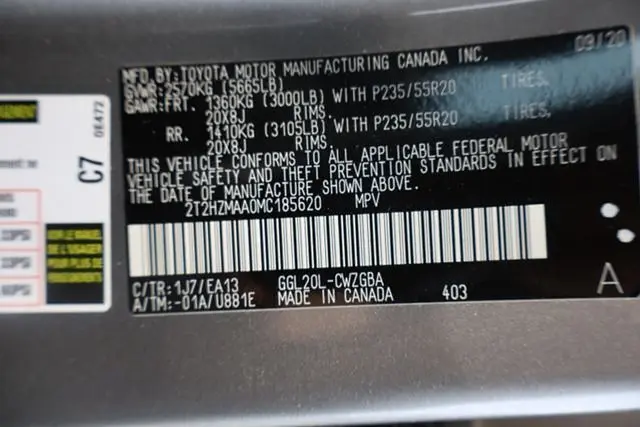 MFD. BY: TOYOTA MOTOR MANUFACTURING CANADA INC. 09/20
GVWR: 2570KG (5665LB)
GAWR: FRT. 1360KG (3000LB) WITH P235/55R20 TIRES,
20X8J RIMS.
RR. 1410KG (3105LB) WITH P235/55R20 TIRES,
20X8J RIMS.
THIS VEHICLE CONFORMS TO ALL APPLICABLE FEDERAL MOTOR
VEHICLE SAFETY AND THEFT PREVENTION STANDARDS IN EFFECT ON
THE DATE OF MANUFACTURE SHOWN ABOVE.
2T2HZMAA0MC185620 MPV
C/TR: 1J7/EA13 GGL20L-CWZGBA
A/TM: -01A/U881E MADE IN CANADA 403
A
C7
0E472